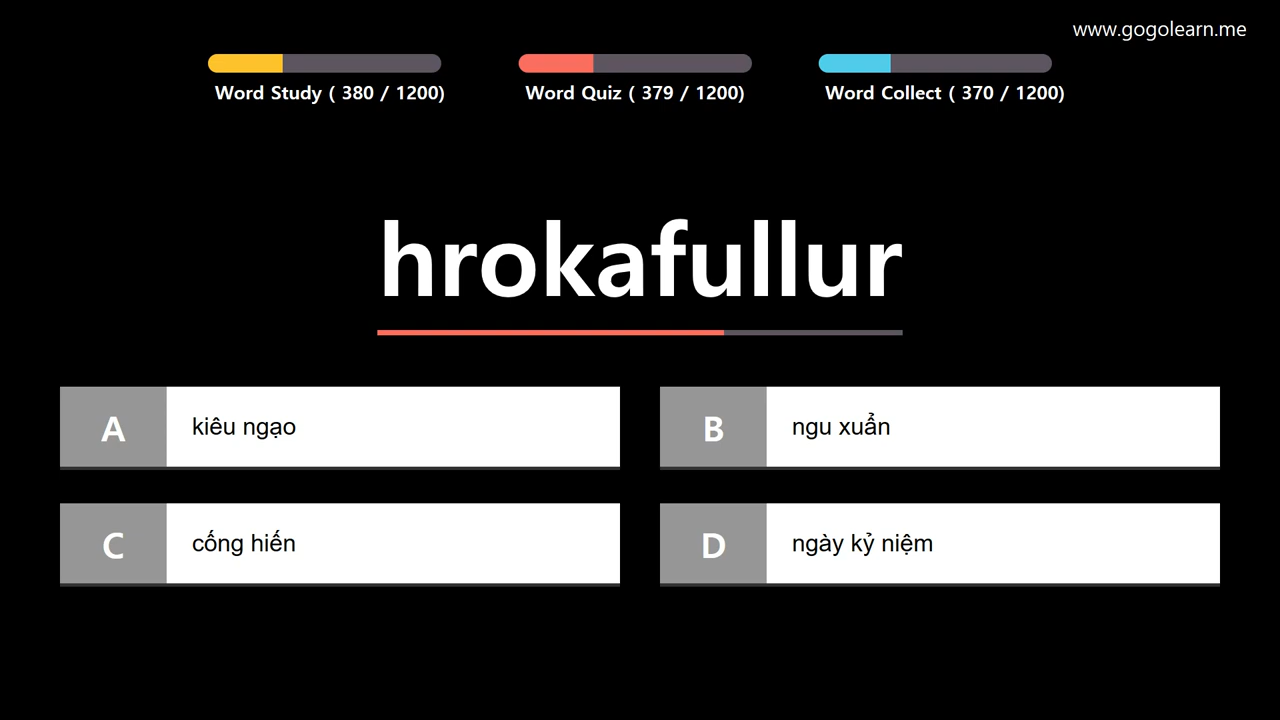 www.gogolearn.me
Word Study ( 380 / 1200)
Word Quiz ( 379 / 1200)
Word Collect ( 370 / 1200)
hrokafullur
A
kiêu ngạo
B
ngu xuẩn
C
cống hiến
D
ngày kỷ niệm